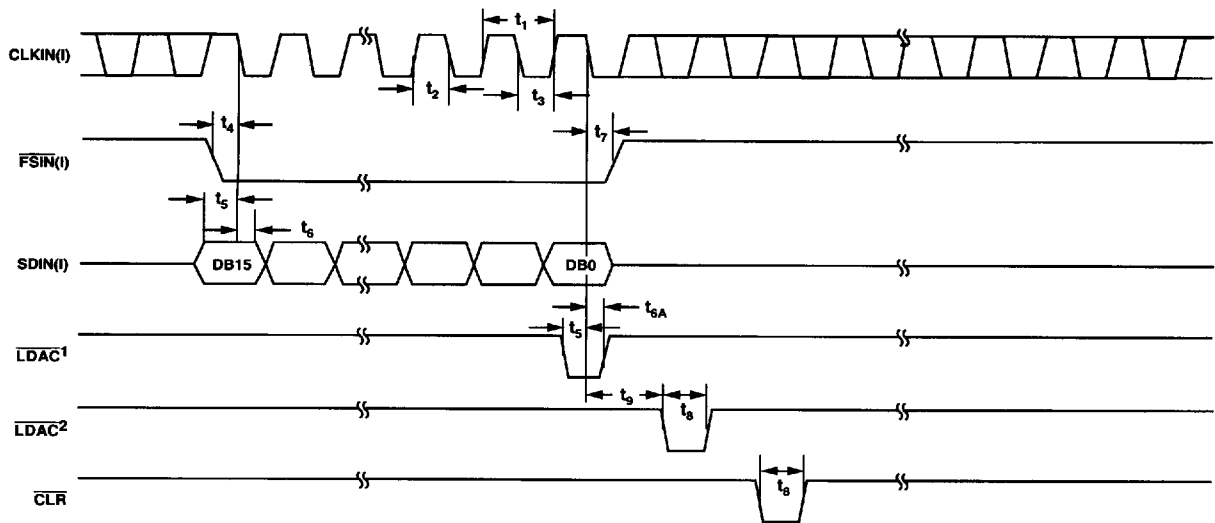 t1
CLKIN(I)
t2
t3
t4
t7
FSIN(I)
t5
t6
SDIN(I)
DB15
DB0
t6A
t5
LDAC1
t9
t8
LDAC2
t8
CLR